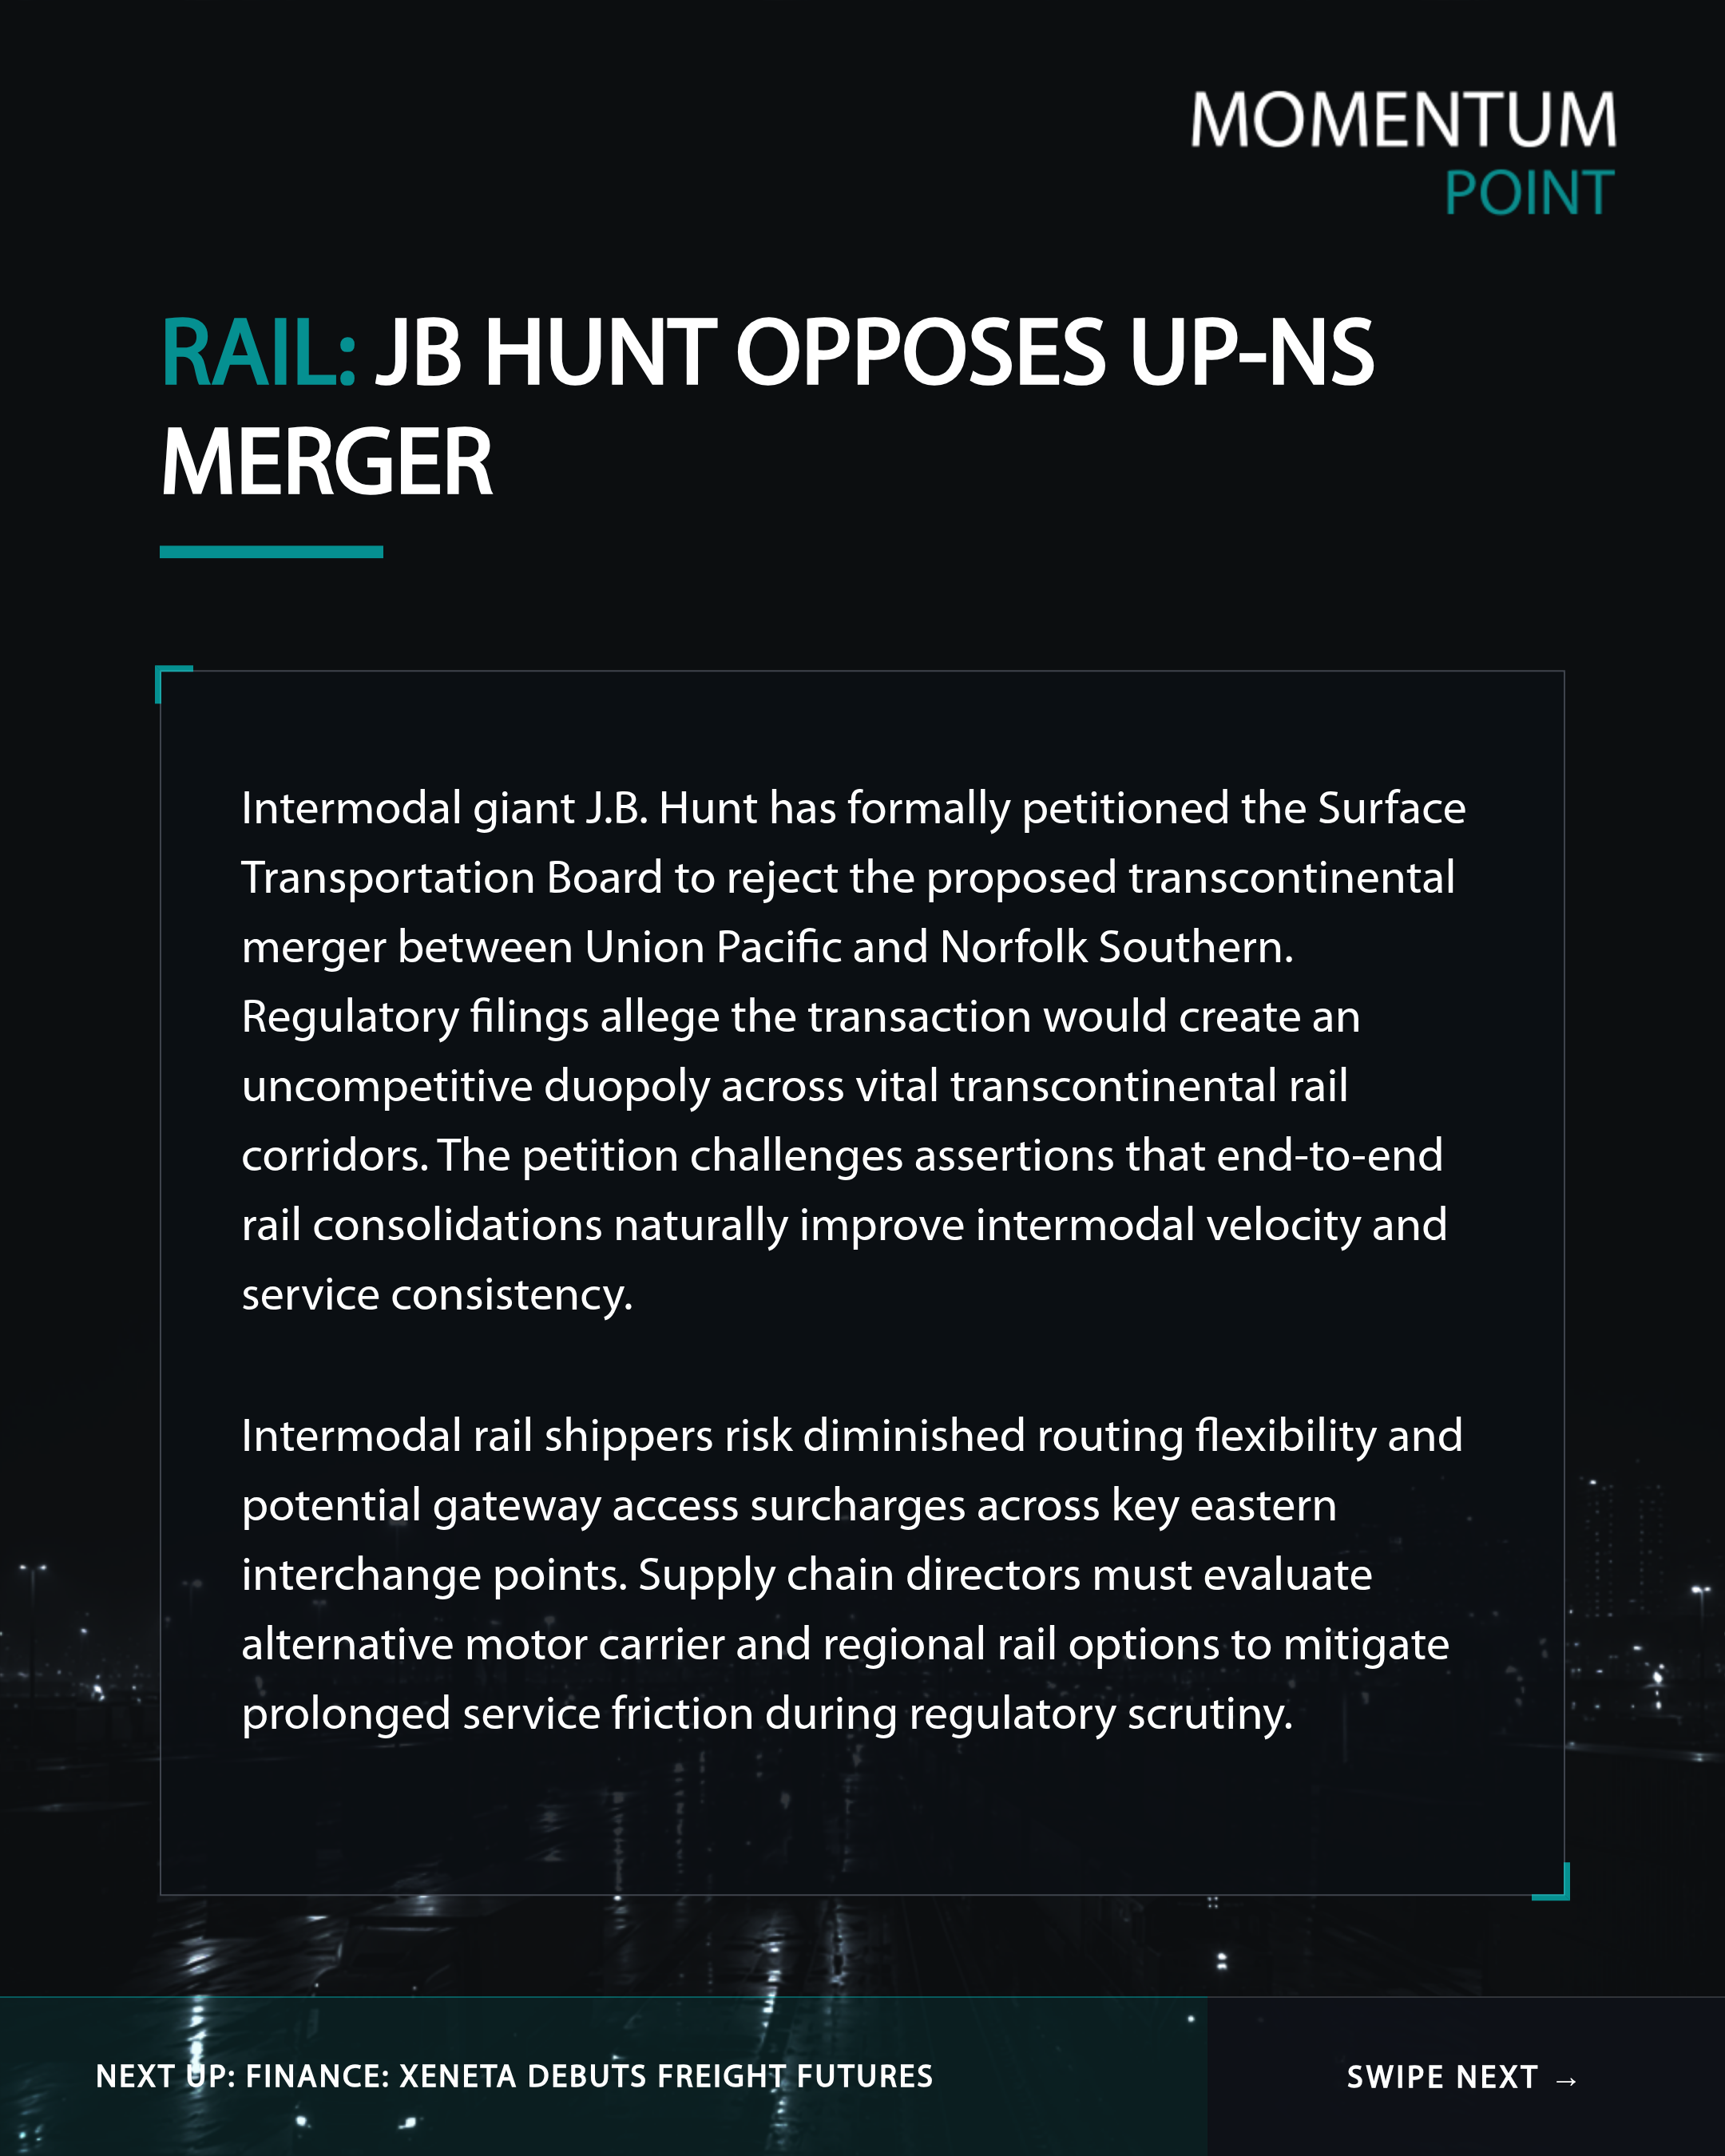 MOMENTUM
POINT
RAIL: JB HUNT OPPOSES UP-NS
MERGER
Intermodal giant J.B. Hunt has formally petitioned the Surface
Transportation Board to reject the proposed transcontinental
merger between Union Pacific and Norfolk Southern.
Regulatory filings allege the transaction would create an
uncompetitive duopoly across vital transcontinental rail
corridors. The petition challenges assertions that end-to-end
rail consolidations naturally improve intermodal velocity and
service consistency.
Intermodal rail shippers risk diminished routing flexibility and
potential gateway access surcharges across key eastern
interchange points. Supply chain directors must evaluate
alternative motor carrier and regional rail options to mitigate
prolonged service friction during regulatory scrutiny.
NEXT UP: FINANCE: XENETA DEBUTS FREIGHT FUTURES
SWIPE NEXT →